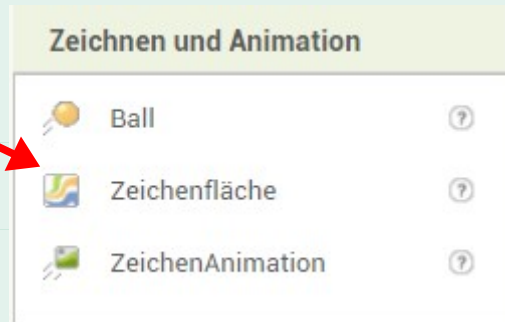 Zeichnen und Animation
Ball ?
Zeichenfläche ?
ZeichenAnimation ?